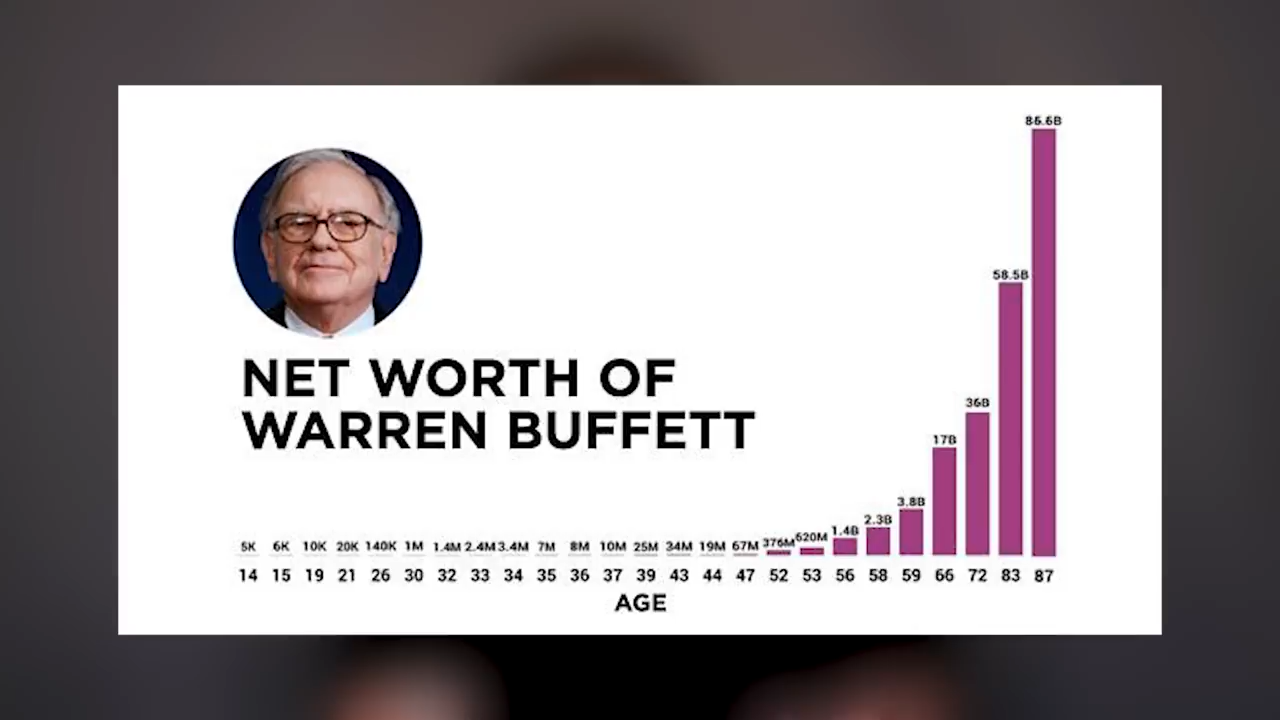 NET WORTH OF
WARREN BUFFETT
5K 6K 10K 20K 140K 1M 1.4M 2.4M 3.4M 7M 8M 10M 25M 34M 19M 67M 376M 620M 1.4B 2.3B 3.8B 17B 36B 58.5B 86.6B
14 15 19 21 26 30 32 33 34 35 36 37 39 43 44 47 52 53 56 58 59 66 72 83 87
AGE